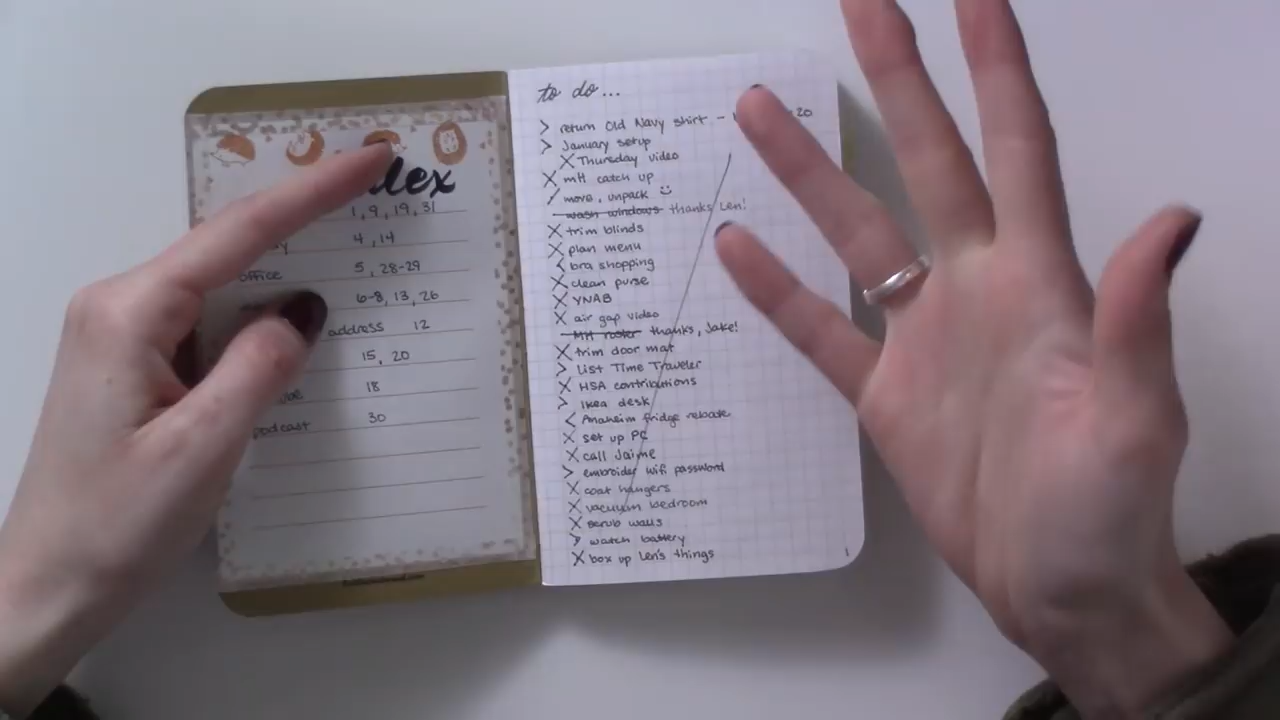 dex
1, 9, 19, 31
4, 14
office 5, 28-29
6-8, 13, 26
address 12
15, 20
18
podcast 30
to do...
> return Old Navy shirt - 20
> January setup
X Thursday video
X mH catch up
/ move, unpack ☺
wash windows thanks Len!
X trim blinds
X plan menu
< bra shopping
X clean purse
X YNAB
X air gap video
MH roster thanks, Jake!
X trim door mat
> List Time Traveler
X HSA contributions
> Ikea desk
< Anaheim fridge rebate
X set up PC
X call Jaime
> embroider wifi password
X coat hangers
X vacuum bedroom
X scrub walls
> watch battery
X box up Len's things
1